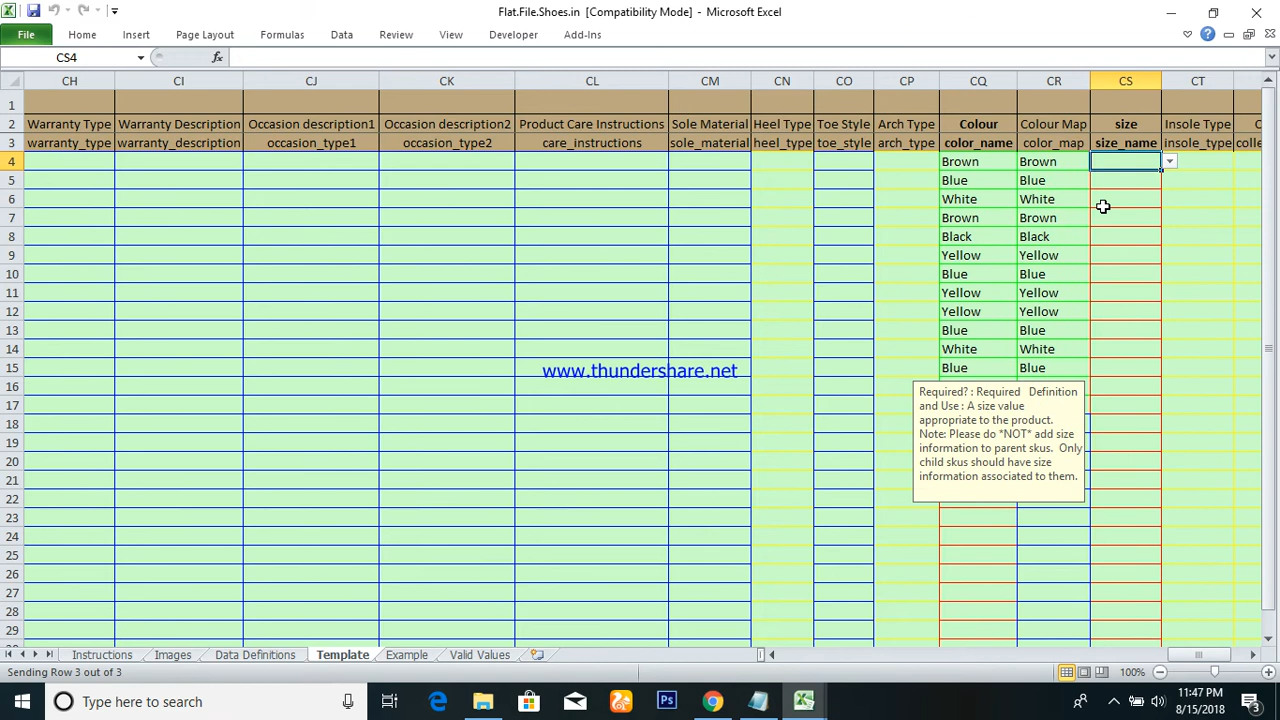 Flat.File.Shoes.in [Compatibility Mode] - Microsoft Excel
File Home Insert Page Layout Formulas Data Review View Developer Add-Ins
CS4 fx
CH CI CJ CK CL CM CN CO CP CQ CR CS CT
1
2 Warranty Type Warranty Description Occasion description1 Occasion description2 Product Care Instructions Sole Material Heel Type Toe Style Arch Type Colour Colour Map size Insole Type C
3 warranty_type warranty_description occasion_type1 occasion_type2 care_instructions sole_material heel_type toe_style arch_type color_name color_map size_name insole_type colle
4 Brown Brown
5 Blue Blue
6 White White
7 Brown Brown
8 Black Black
9 Yellow Yellow
10 Blue Blue
11 Yellow Yellow
12 Yellow Yellow
13 Blue Blue
14 White White
15 Blue Blue
www.thundershare.net
16
17
18
19
20
21
22
23
24
25
26
27
28
29
Required? : Required Definition
and Use : A size value
appropriate to the product.
Note: Please do *NOT* add size
information to parent skus. Only
child skus should have size
information associated to them.
Instructions Images Data Definitions Template Example Valid Values
Sending Row 3 out of 3 100%
Type here to search
11:47 PM
8/15/2018
3